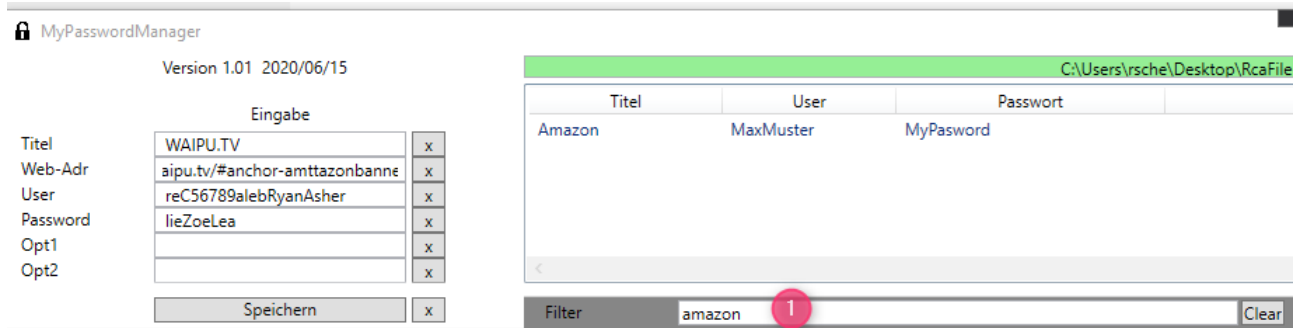 MyPasswordManager
Version 1.01 2020/06/15
C:\Users\rsche\Desktop\RcaFile
Eingabe
Titel WAIPU.TV x
Web-Adr aipu.tv/#anchor-amttazonbanne x
User reC56789alebRyanAsher x
Password lieZoeLea x
Opt1 x
Opt2 x
Speichern x
Titel User Passwort
Amazon MaxMuster MyPasword
Filter amazon 1 Clear